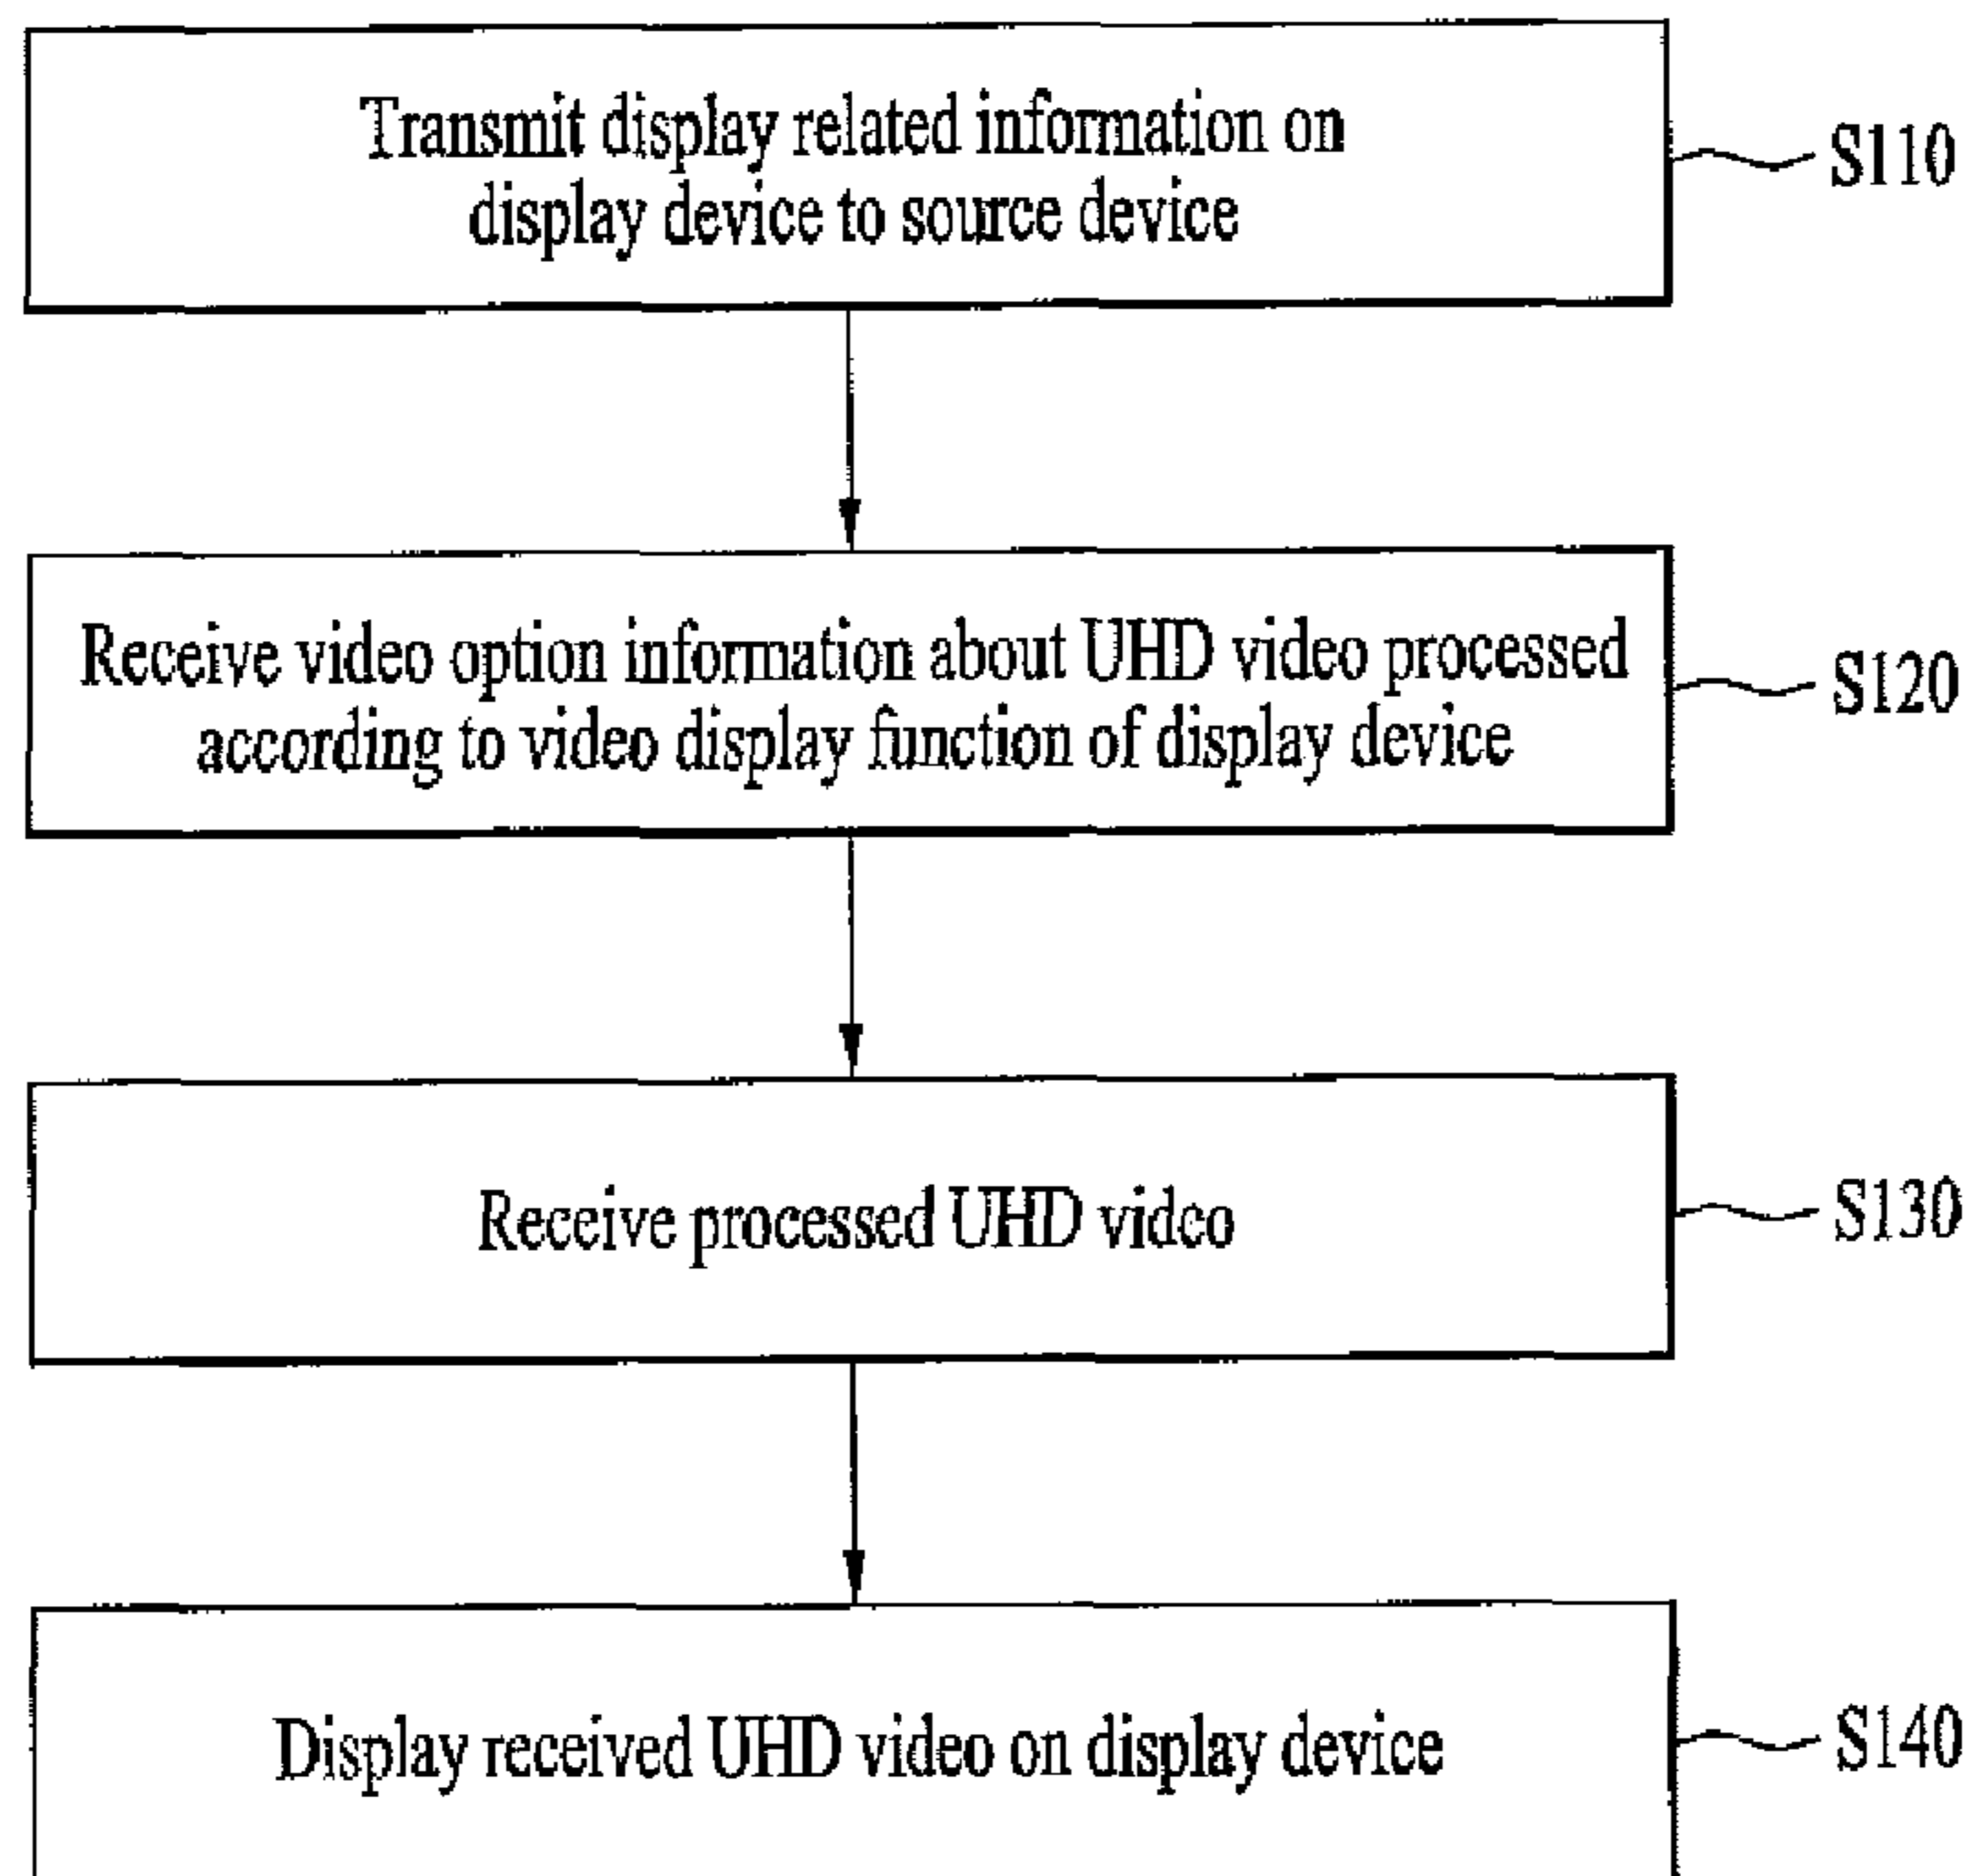 Transmit display related information on
display device to source device
S110
Receive video option information about UHD video processed
according to video display function of display device
S120
Receive processed UHD video
S130
Display received UHD video on display device
S140